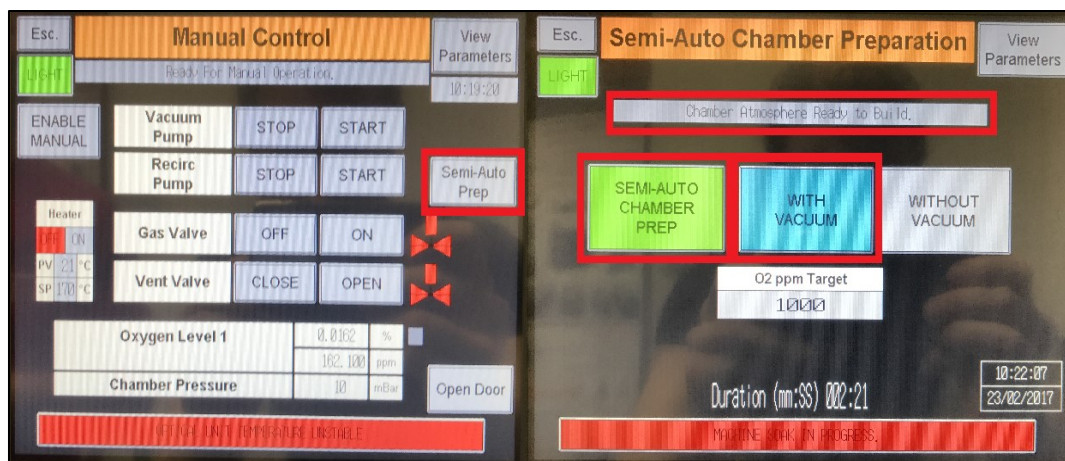 Esc.
Manual Control
View
Parameters
LIGHT
Ready For Manual Operation.
10:19:20
ENABLE
MANUAL
Vacuum
Pump
STOP
START
Recirc
Pump
STOP
START
Semi-Auto
Prep
Heater
OFF ON
PV 21 °C
SP 170 °C
Gas Valve
OFF
ON
Vent Valve
CLOSE
OPEN
Oxygen Level 1
0.0162 %
162.100 ppm
Chamber Pressure
10 mBar
Open Door
OPTICAL UNIT TEMPERATURE UNSTABLE
Esc.
Semi-Auto Chamber Preparation
View
Parameters
LIGHT
Chamber Atmosphere Ready to Build.
SEMI-AUTO
CHAMBER
PREP
WITH
VACUUM
WITHOUT
VACUUM
O2 ppm Target
1000
Duration (mm:SS) 002:21
10:22:07
23/02/2017
MACHINE SOAK IN PROGRESS.